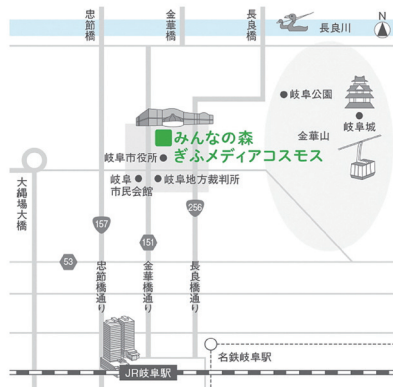 忠節橋
金華橋
長良橋
長良川
N
岐阜公園
岐阜城
金華山
みんなの森
ぎふメディアコスモス
岐阜市役所
岐阜
市民会館
岐阜地方裁判所
大縄場大橋
256
157
151
53
忠節橋通り
金華橋通り
長良橋通り
名鉄岐阜駅
JR岐阜駅